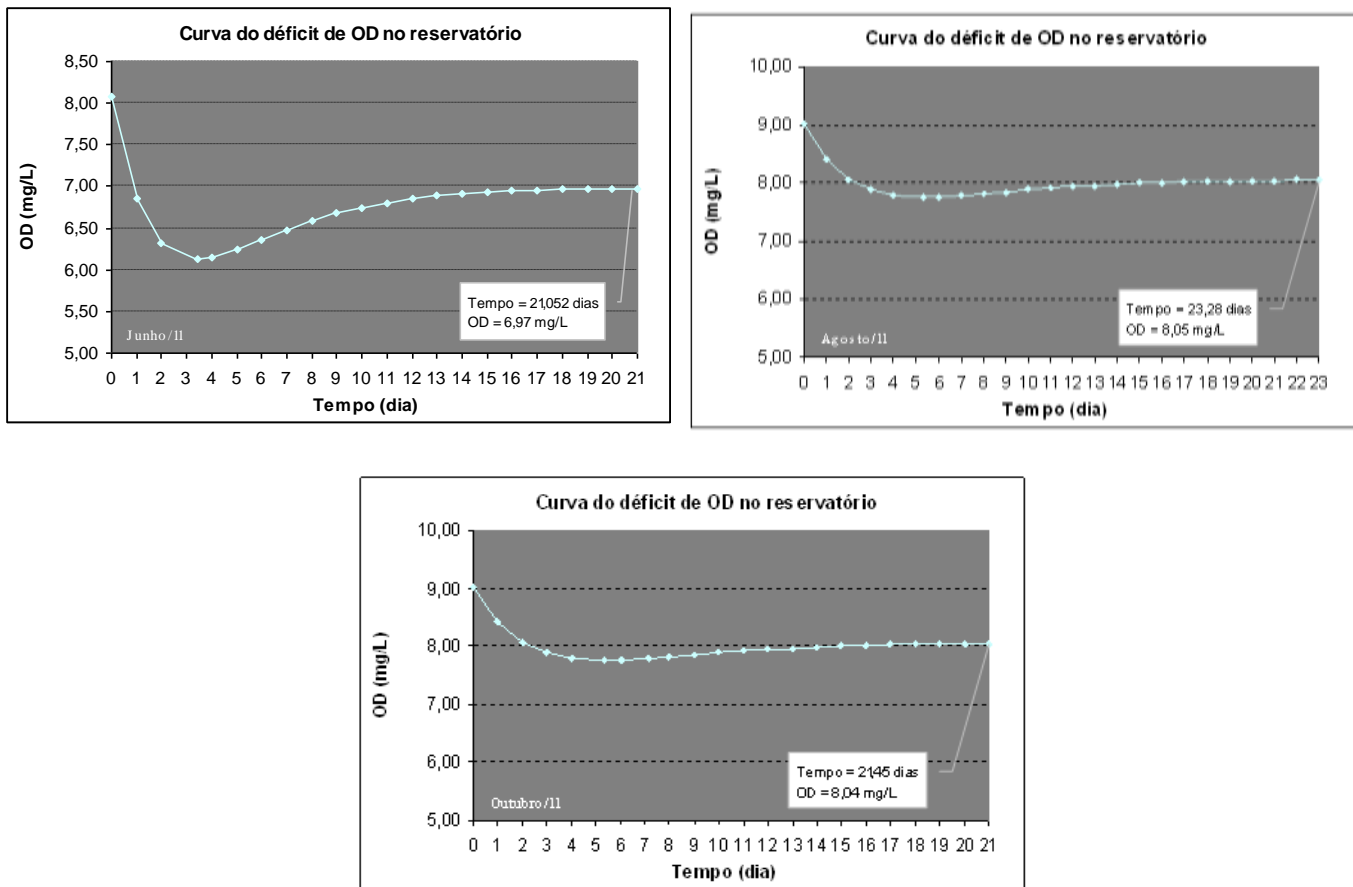 Curva do déficit de OD no reservatório
8,50
8,00
7,50
7,00
6,50
6,00
5,50
5,00
OD (mg/L)
Tempo = 21,052 dias
OD = 6,97 mg/L
Junho/11
0 1 2 3 4 5 6 7 8 9 10 11 12 13 14 15 16 17 18 19 20 21
Tempo (dia)
Curva do déficit de OD no reservatório
10,00
9,00
8,00
7,00
6,00
5,00
OD (mg/L)
Tempo = 23,28 dias
OD = 8,05 mg/L
Agosto/11
0 1 2 3 4 5 6 7 8 9 10 11 12 13 14 15 16 17 18 19 20 21 22 23
Tempo (dia)
Curva do déficit de OD no reservatório
10,00
9,00
8,00
7,00
6,00
5,00
OD (mg/L)
Tempo = 21,45 dias
OD = 8,04 mg/L
Outubro/11
0 1 2 3 4 5 6 7 8 9 10 11 12 13 14 15 16 17 18 19 20 21
Tempo (dia)